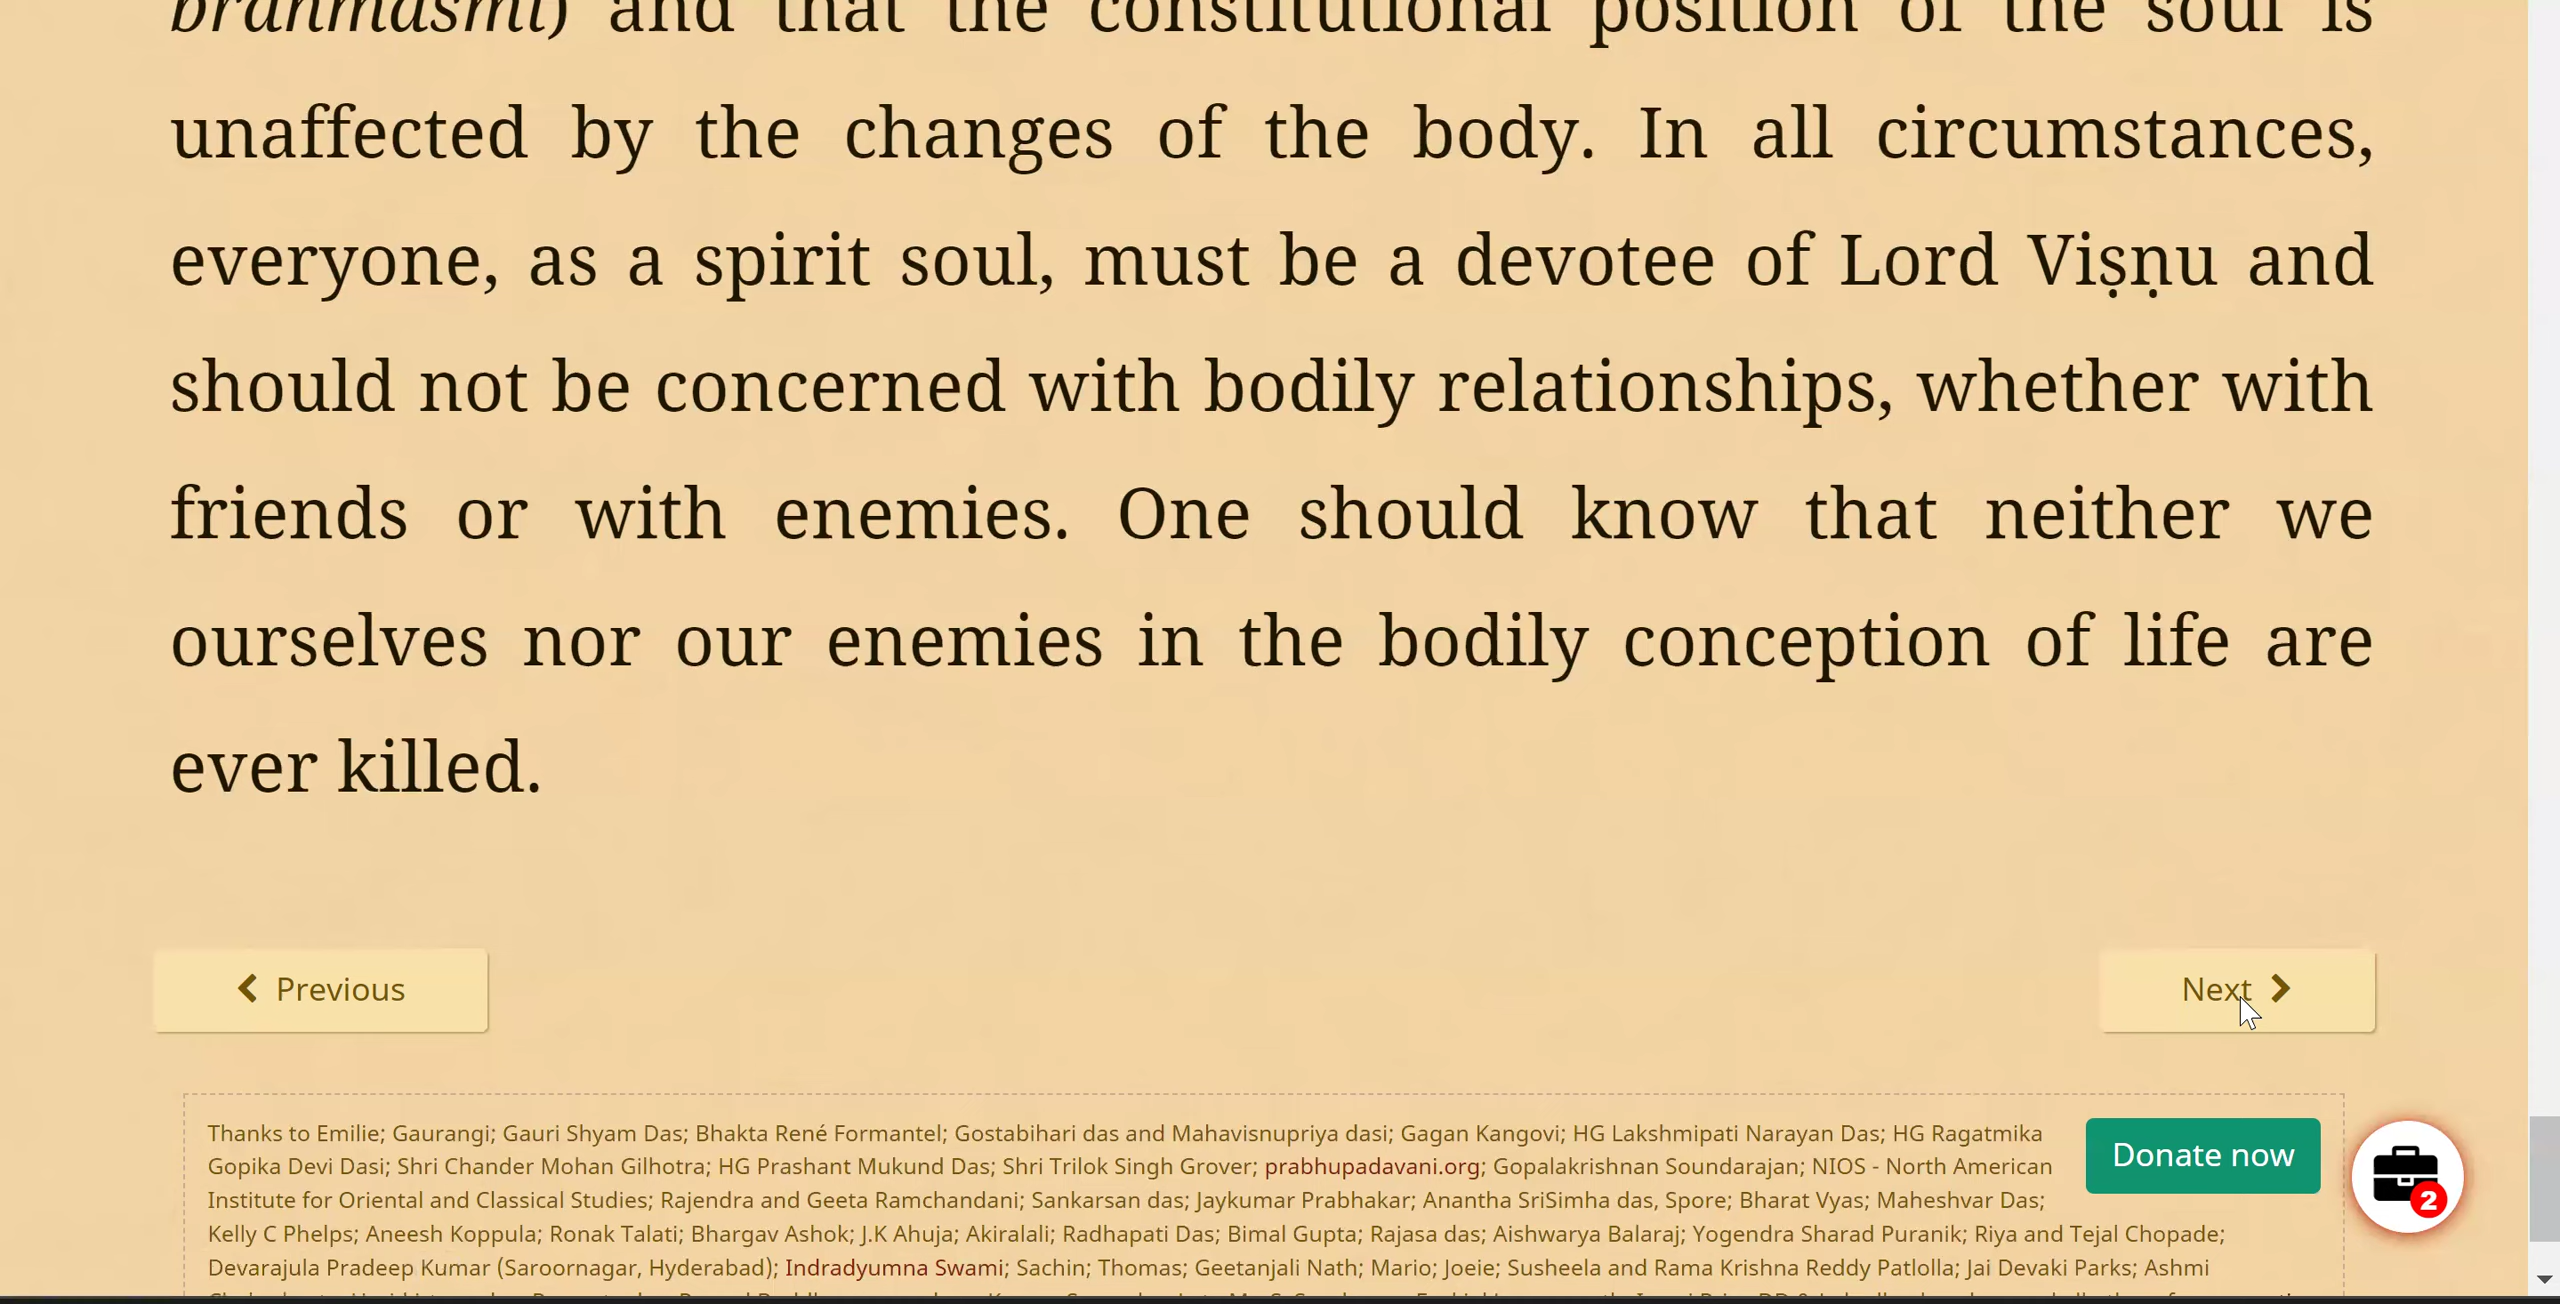 brahmāsmi) and that the constitutional position of the soul is
unaffected by the changes of the body. In all circumstances,
everyone, as a spirit soul, must be a devotee of Lord Viṣṇu and
should not be concerned with bodily relationships, whether with
friends or with enemies. One should know that neither we
ourselves nor our enemies in the bodily conception of life are
ever killed.
Previous
Next
Thanks to Emilie; Gaurangi; Gauri Shyam Das; Bhakta René Formantel; Gostabihari das and Mahavisnupriya dasi; Gagan Kangovi; HG Lakshmipati Narayan Das; HG Ragatmika
Gopika Devi Dasi; Shri Chander Mohan Gilhotra; HG Prashant Mukund Das; Shri Trilok Singh Grover; prabhupadavani.org; Gopalakrishnan Soundarajan; NIOS - North American
Institute for Oriental and Classical Studies; Rajendra and Geeta Ramchandani; Sankarsan das; Jaykumar Prabhakar; Anantha SriSimha das, Spore; Bharat Vyas; Maheshvar Das;
Kelly C Phelps; Aneesh Koppula; Ronak Talati; Bhargav Ashok; J.K Ahuja; Akiralali; Radhapati Das; Bimal Gupta; Rajasa das; Aishwarya Balaraj; Yogendra Sharad Puranik; Riya and Tejal Chopade;
Devarajula Pradeep Kumar (Saroornagar, Hyderabad); Indradyumna Swami; Sachin; Thomas; Geetanjali Nath; Mario; Joeie; Susheela and Rama Krishna Reddy Patlolla; Jai Devaki Parks; Ashmi
Donate now
2